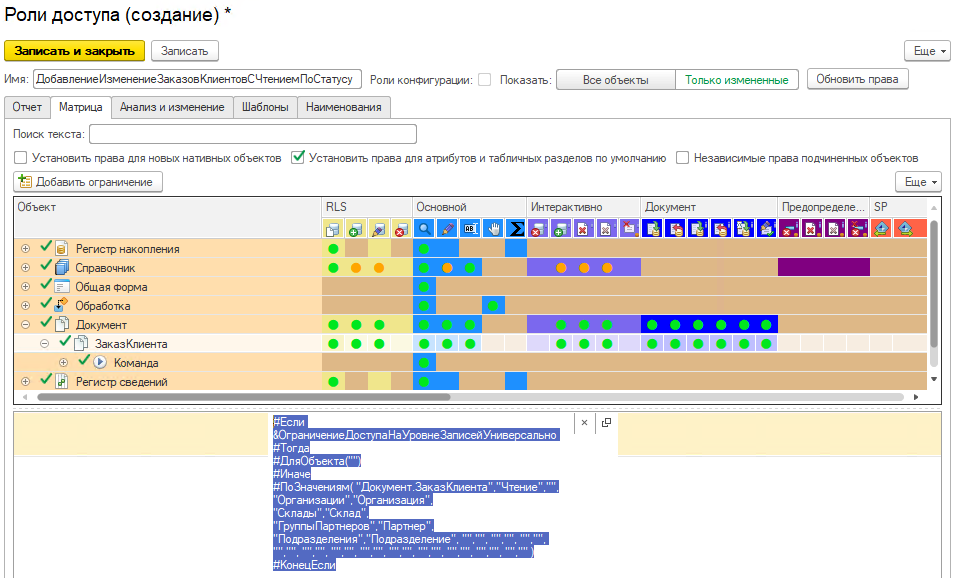 Роли доступа (создание) *
Записать и закрыть Записать Еще
Имя: ДобавлениеИзменениеЗаказовКлиентовСЧтениемПоСтатусу Роли конфигурации: Показать: Все объекты Только измененные Обновить права
Отчет Матрица Анализ и изменение Шаблоны Наименования
Поиск текста:
Установить права для новых нативных объектов Установить права для атрибутов и табличных разделов по умолчанию Независимые права подчиненных объектов
Добавить ограничение Еще
Объект RLS Основной Интерактивно Документ Предопределе... SP
Регистр накопления
Справочник
Общая форма
Обработка
Документ
ЗаказКлиента
Команда
Регистр сведений
#Если
&ОграничениеДоступаНаУровнеЗаписейУниверсально
#Тогда
#ДляОбъекта("")
#Иначе
#ПоЗначениям( "Документ.ЗаказКлиента","Чтение","",
"Организации","Организация",
"Склады","Склад",
"ГруппыПартнеров","Партнер",
"Подразделения","Подразделение", "","","","","","",
"","", "","", "","", "","", "","", "","", "","", "","", "","" )
#КонецЕсли